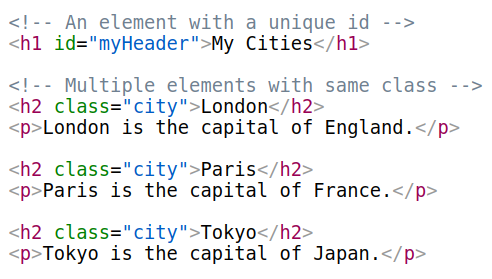 <!-- An element with a unique id -->
<h1 id="myHeader">My Cities</h1>
<!-- Multiple elements with same class -->
<h2 class="city">London</h2>
<p>London is the capital of England.</p>
<h2 class="city">Paris</h2>
<p>Paris is the capital of France.</p>
<h2 class="city">Tokyo</h2>
<p>Tokyo is the capital of Japan.</p>